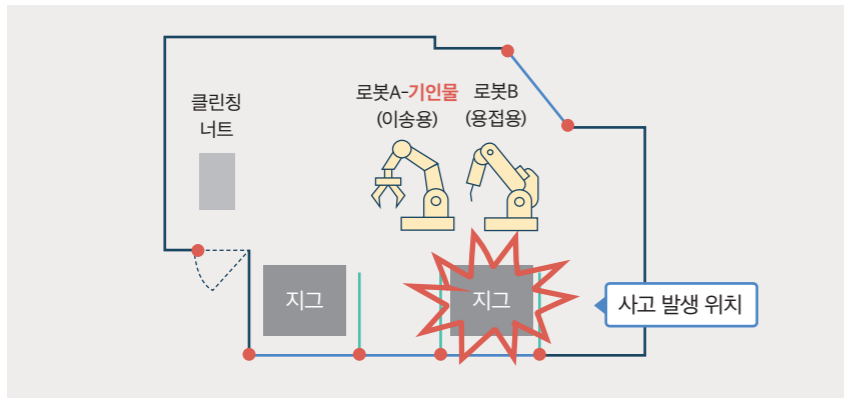 클린칭
너트
로봇A-기인물
(이송용)
로봇B
(용접용)
지그
지그
사고 발생 위치